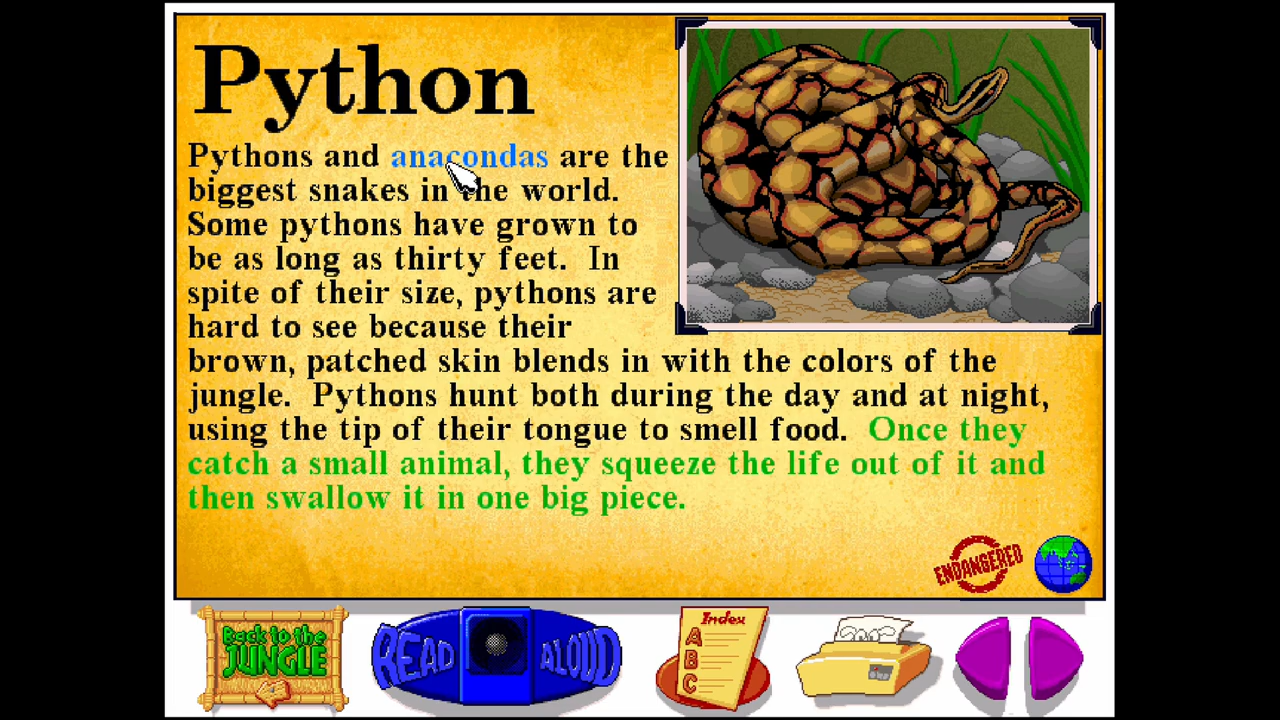 Python
Pythons and anacondas are the
biggest snakes in the world.
Some pythons have grown to
be as long as thirty feet. In
spite of their size, pythons are
hard to see because their
brown, patched skin blends in with the colors of the
jungle. Pythons hunt both during the day and at night,
using the tip of their tongue to smell food. Once they
catch a small animal, they squeeze the life out of it and
then swallow it in one big piece.
ENDANGERED
Back to the
JUNGLE
READ ALOUD
Index
A
B
C